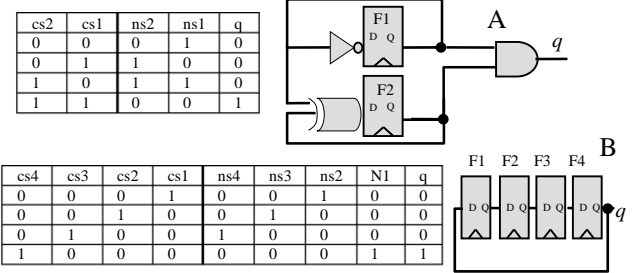 cs2 cs1 ns2 ns1 q
0 0 0 1 0
0 1 1 0 0
1 0 1 1 0
1 1 0 0 1
F1
D Q
F2
D Q
A
q
cs4 cs3 cs2 cs1 ns4 ns3 ns2 N1 q
0 0 0 1 0 0 1 0 0
0 0 1 0 0 1 0 0 0
0 1 0 0 1 0 0 0 0
1 0 0 0 0 0 0 1 1
B
F1 F2 F3 F4
D Q D Q D Q D Q
q